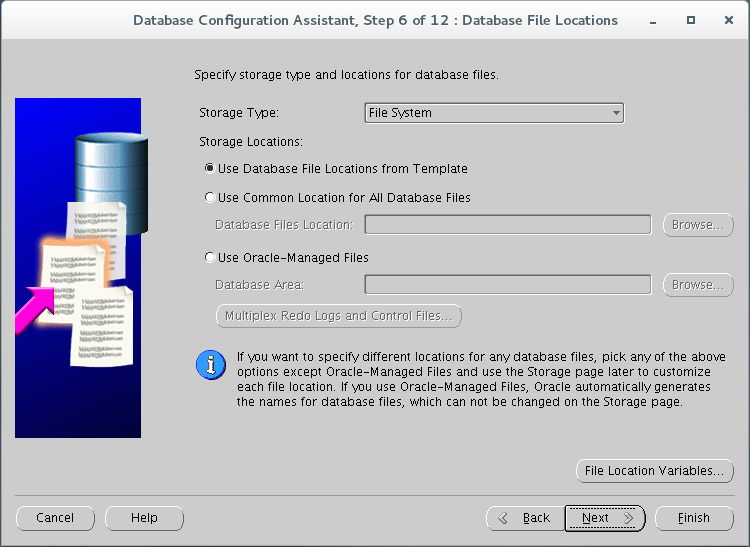 Database Configuration Assistant, Step 6 of 12 : Database File Locations
Specify storage type and locations for database files.
Storage Type: File System
Storage Locations:
Use Database File Locations from Template
Use Common Location for All Database Files
Database Files Location: Browse...
Use Oracle-Managed Files
Database Area: Browse...
Multiplex Redo Logs and Control Files...
If you want to specify different locations for any database files, pick any of the above
options except Oracle-Managed Files and use the Storage page later to customize
each file location. If you use Oracle-Managed Files, Oracle automatically generates
the names for database files, which can not be changed on the Storage page.
File Location Variables...
Cancel Help Back Next Finish